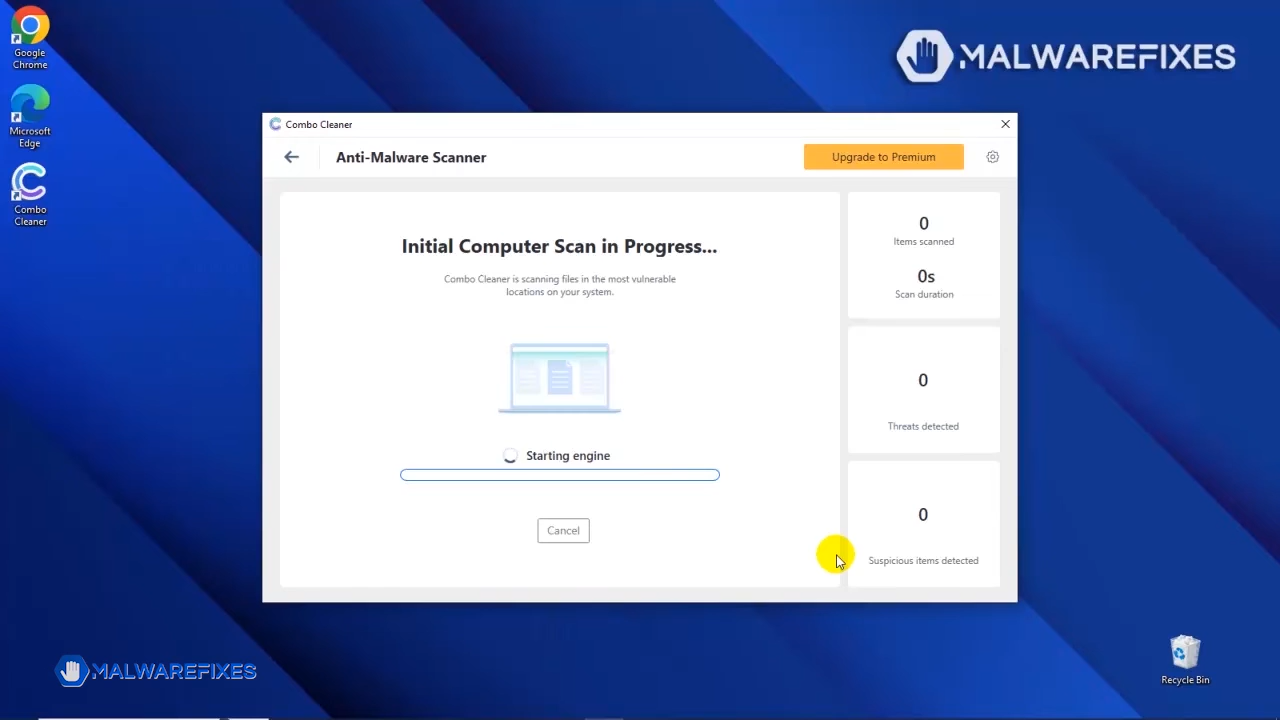 Google
Chrome
MALWAREFIXES
Microsoft
Edge
Combo
Cleaner
Combo Cleaner
Anti-Malware Scanner
Upgrade to Premium
Initial Computer Scan in Progress...
Combo Cleaner is scanning files in the most vulnerable
locations on your system.
Starting engine
Cancel
0
Items scanned
0s
Scan duration
0
Threats detected
0
Suspicious items detected
MALWAREFIXES
Recycle Bin